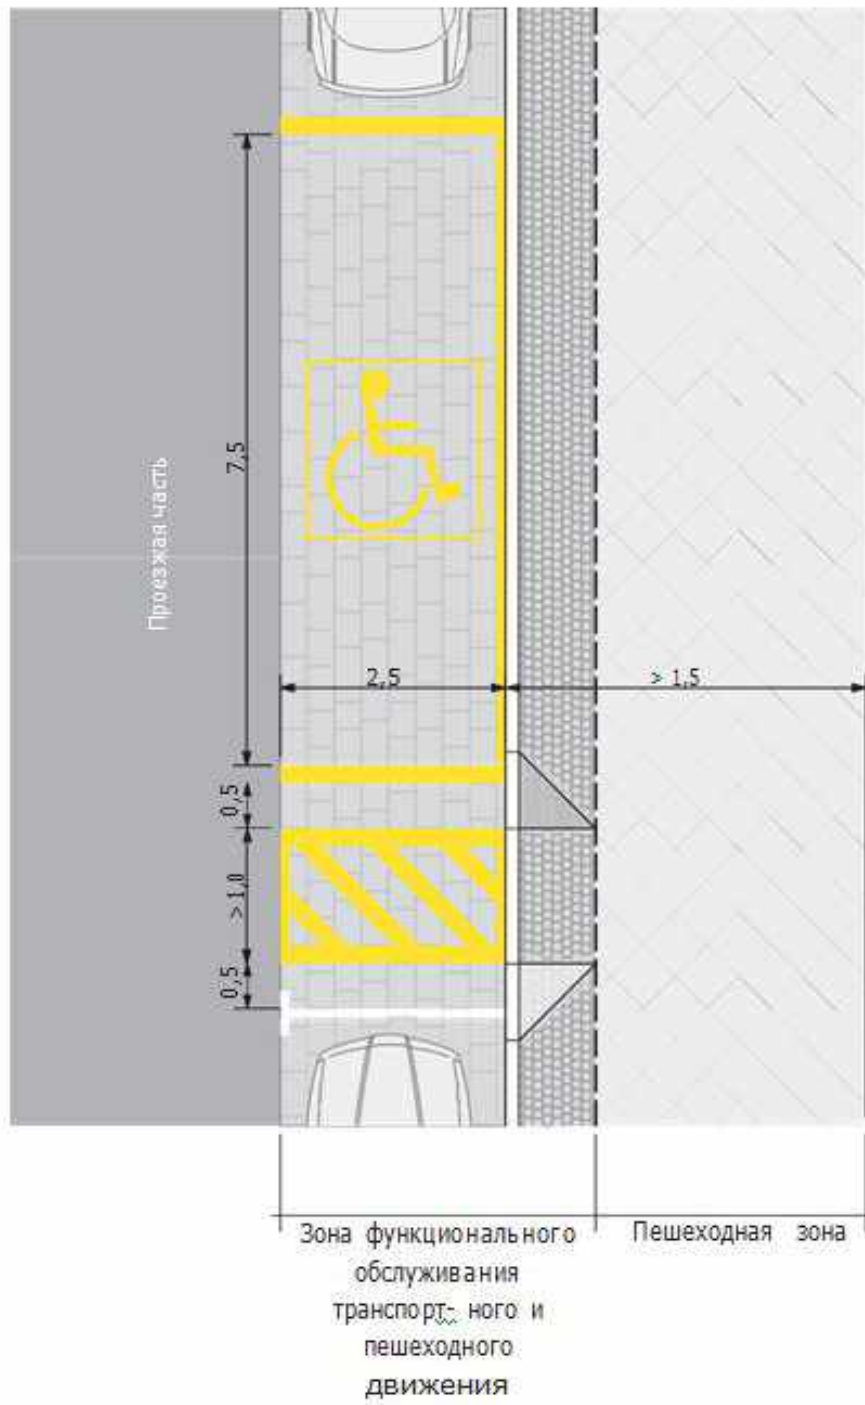 Проезжая часть
7,5
2,5
> 1,5
0,5
>1,0
0,5
Зона функционального
обслуживания
транспорт- ного и
пешеходного
движения
Пешеходная зона